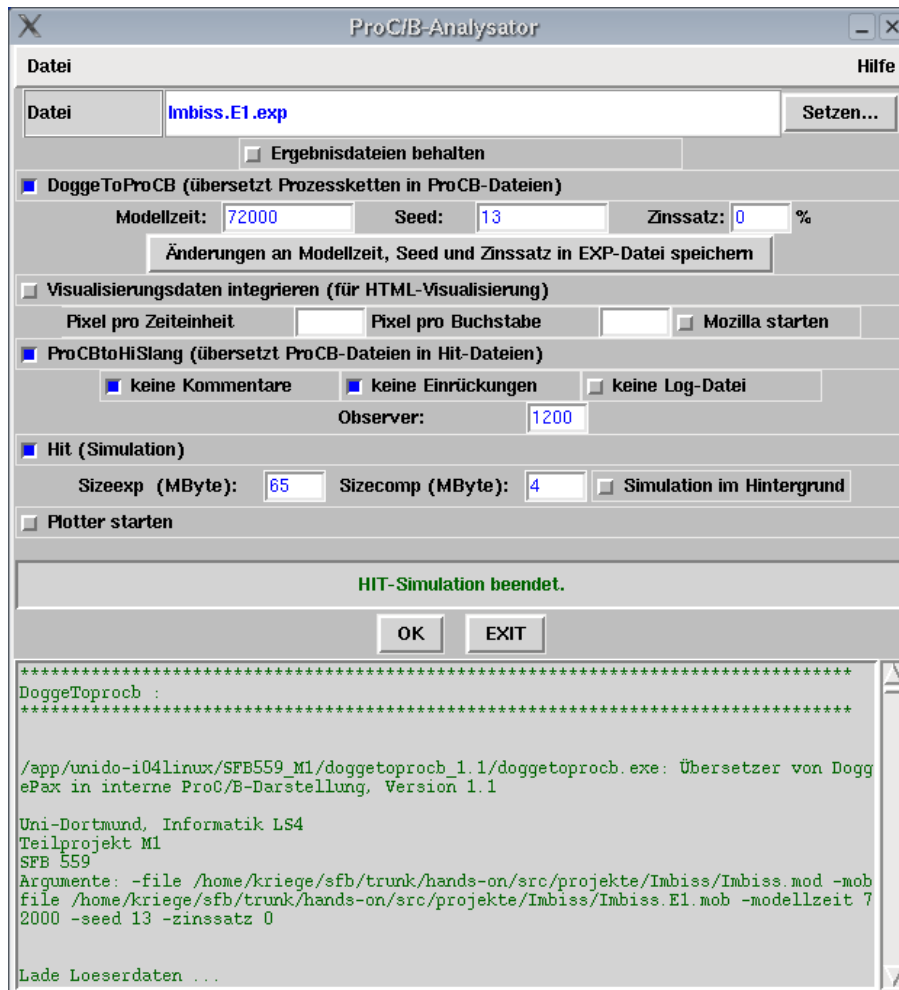 ProC/B-Analysator
Datei Hilfe
Datei Imbiss.E1.exp Setzen...
Ergebnisdateien behalten
DoggeToProCB (übersetzt Prozessketten in ProCB-Dateien)
Modellzeit: 72000 Seed: 13 Zinssatz: 0 %
Änderungen an Modellzeit, Seed und Zinssatz in EXP-Datei speichern
Visualisierungsdaten integrieren (für HTML-Visualisierung)
Pixel pro Zeiteinheit Pixel pro Buchstabe Mozilla starten
ProCBtoHiSlang (übersetzt ProCB-Dateien in Hit-Dateien)
keine Kommentare keine Einrückungen keine Log-Datei
Observer: 1200
Hit (Simulation)
Sizeexp (MByte): 65 Sizecomp (MByte): 4 Simulation im Hintergrund
Plotter starten
HIT-Simulation beendet.
OK EXIT
**********************************************************************************
DoggeToprocb :
**********************************************************************************
/app/unido-i04linux/SFB559_M1/doggetoprocb_1.1/doggetoprocb.exe: Übersetzer von Dogg
ePax in interne ProC/B-Darstellung, Version 1.1
Uni-Dortmund, Informatik LS4
Teilprojekt M1
SFB 559
Argumente: -file /home/kriege/sfb/trunk/hands-on/src/projekte/Imbiss/Imbiss.mod -mob
file /home/kriege/sfb/trunk/hands-on/src/projekte/Imbiss/Imbiss.E1.mob -modellzeit 7
2000 -seed 13 -zinssatz 0
Lade Loeserdaten ...